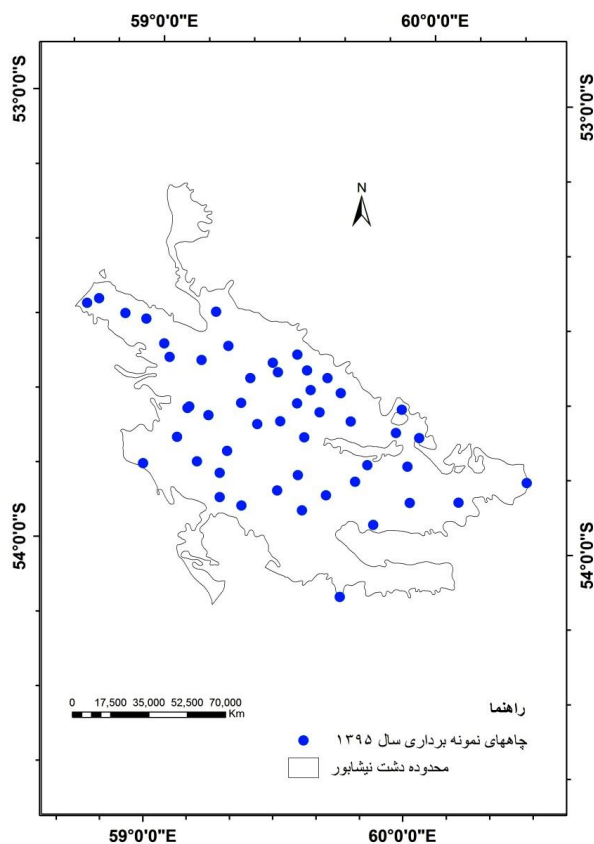 59°0'0"E 60°0'0"E
53°0'0"S 53°0'0"S
N
54°0'0"S 54°0'0"S
0 17,500 35,000 52,500 70,000
Km
راهنما
چاههای نمونه برداری سال ۱۳۹۵
محدوده دشت نیشابور
59°0'0"E 60°0'0"E